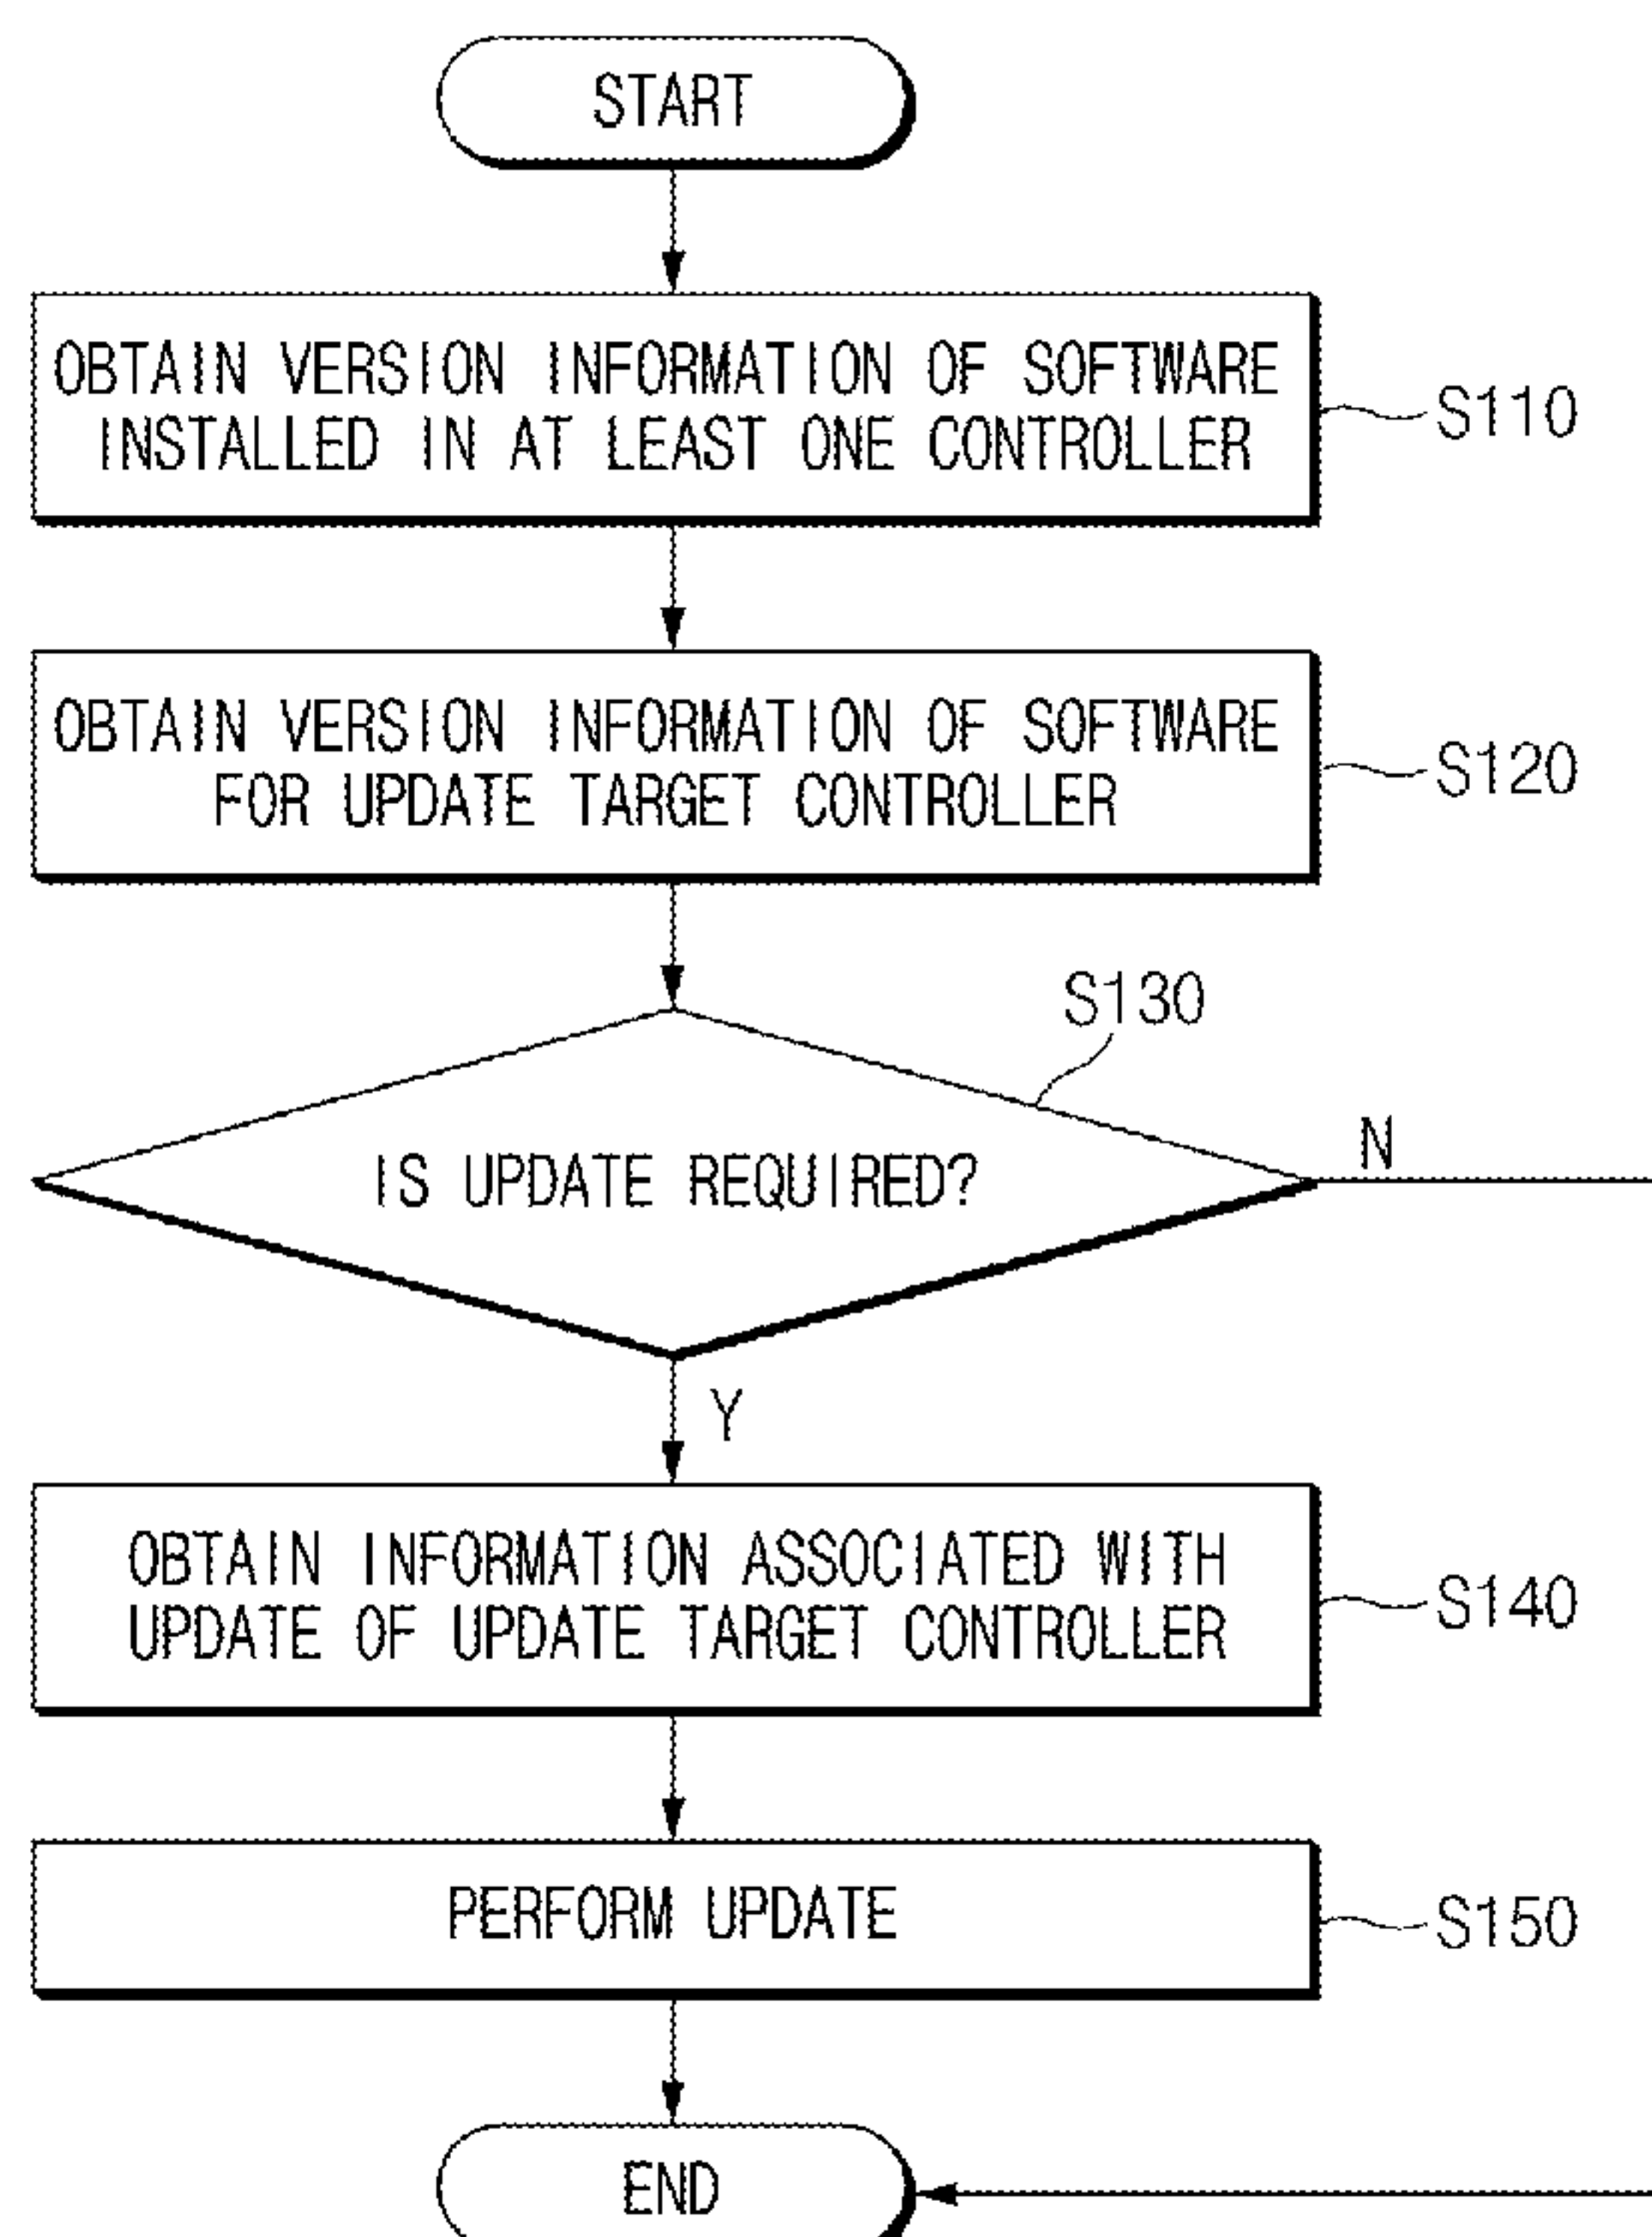 START
OBTAIN VERSION INFORMATION OF SOFTWARE
INSTALLED IN AT LEAST ONE CONTROLLER
S110
OBTAIN VERSION INFORMATION OF SOFTWARE
FOR UPDATE TARGET CONTROLLER
S120
S130
IS UPDATE REQUIRED?
N
Y
OBTAIN INFORMATION ASSOCIATED WITH
UPDATE OF UPDATE TARGET CONTROLLER
S140
PERFORM UPDATE
S150
END